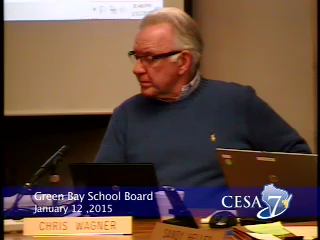 Green Bay School Board
January 12 ,2015
CESA 7
CHRIS WAGNER